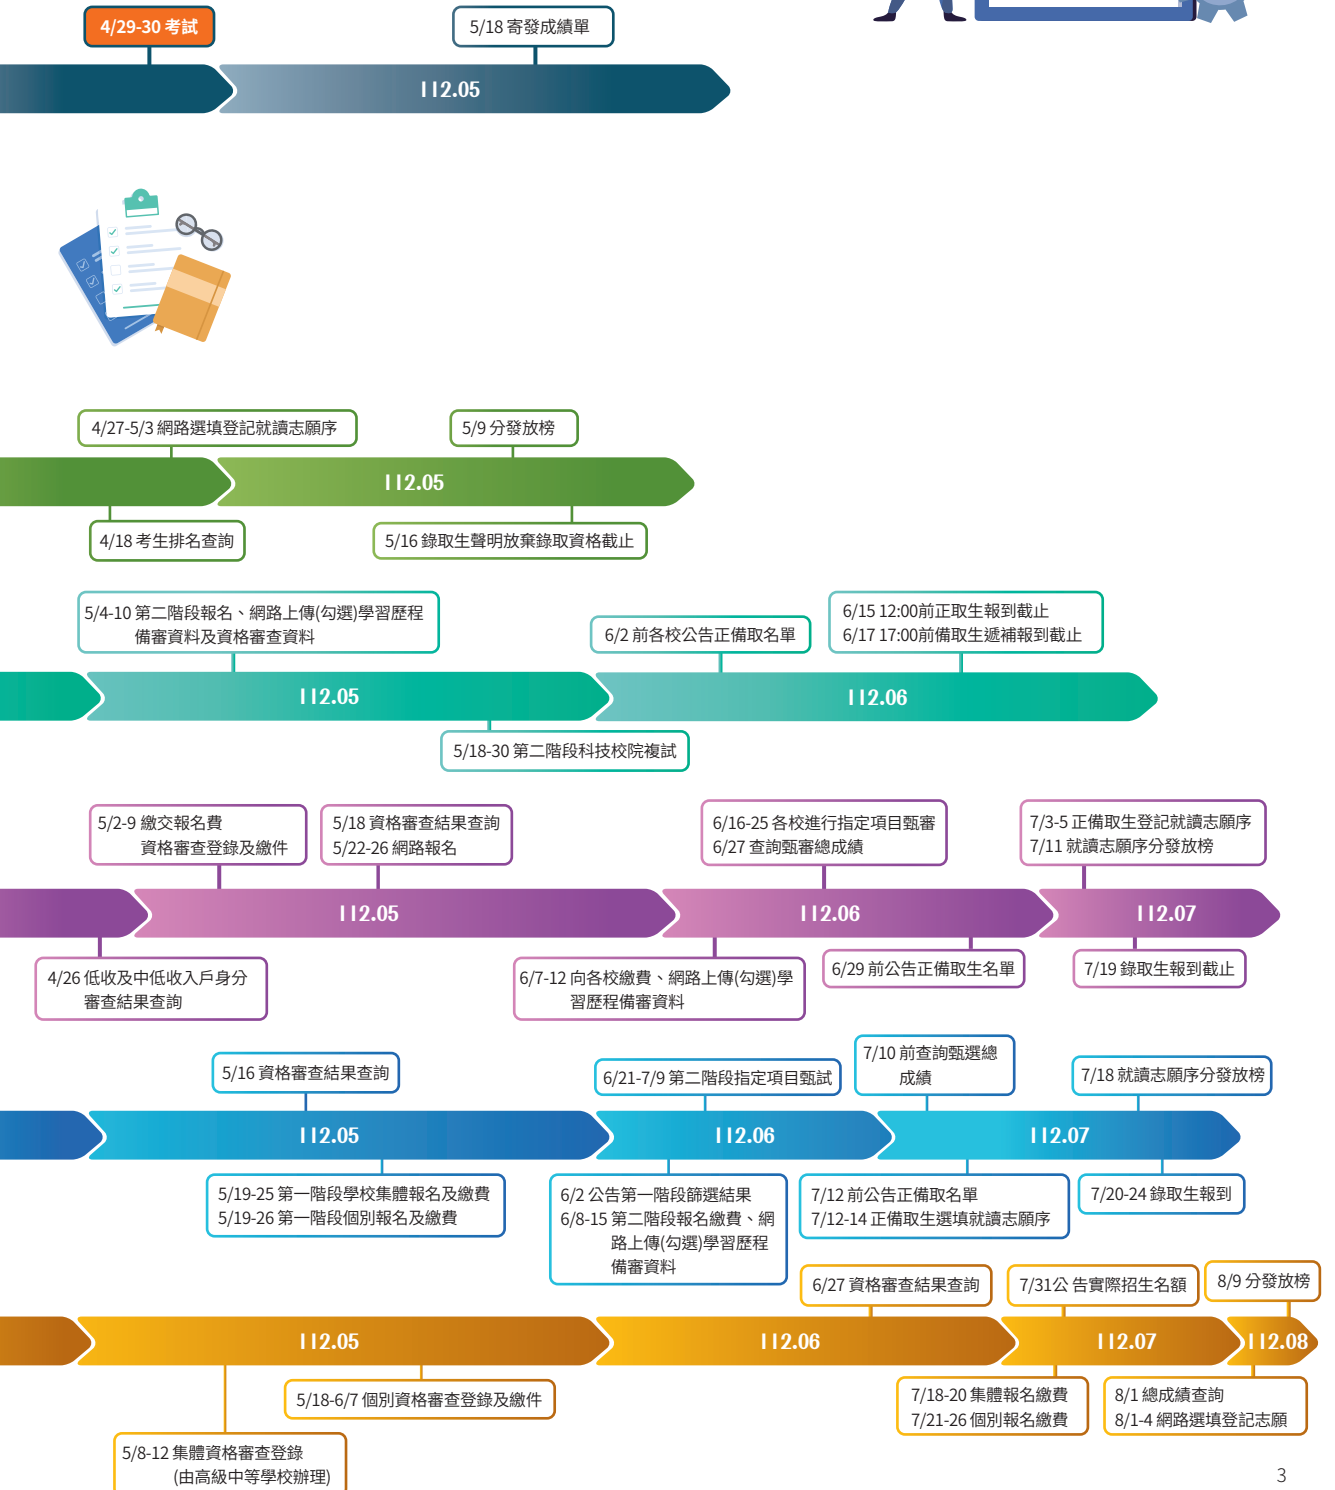 4/29-30 考試
5/18 寄發成績單
112.05
4/27-5/3 網路選填登記就讀志願序
5/9 分發放榜
112.05
4/18 考生排名查詢
5/16 錄取生聲明放棄錄取資格截止
5/4-10 第二階段報名、網路上傳(勾選)學習歷程
備審資料及資格審查資料
6/2 前各校公告正備取名單
6/15 12:00前正取生報到截止
6/17 17:00前備取生遞補報到截止
112.05
112.06
5/18-30 第二階段科技校院複試
5/2-9 繳交報名費
資格審查登錄及繳件
5/18 資格審查結果查詢
5/22-26 網路報名
6/16-25 各校進行指定項目甄審
6/27 查詢甄審總成績
7/3-5 正備取生登記就讀志願序
7/11 就讀志願序分發放榜
112.05
112.06
112.07
4/26 低收及中低收入戶身分
審查結果查詢
6/7-12 向各校繳費、網路上傳(勾選)學
習歷程備審資料
6/29 前公告正備取生名單
7/19 錄取生報到截止
5/16 資格審查結果查詢
6/21-7/9 第二階段指定項目甄試
7/10 前查詢甄選總
成績
7/18 就讀志願序分發放榜
112.05
112.06
112.07
5/19-25 第一階段學校集體報名及繳費
5/19-26 第一階段個別報名及繳費
6/2 公告第一階段篩選結果
6/8-15 第二階段報名繳費、網
路上傳(勾選)學習歷程
備審資料
7/12 前公告正備取名單
7/12-14 正備取生選填就讀志願序
7/20-24 錄取生報到
6/27 資格審查結果查詢
7/31公 告實際招生名額
8/9 分發放榜
112.05
112.06
112.07
112.08
5/18-6/7 個別資格審查登錄及繳件
7/18-20 集體報名繳費
7/21-26 個別報名繳費
8/1 總成績查詢
8/1-4 網路選填登記志願
5/8-12 集體資格審查登錄
(由高級中等學校辦理)
3